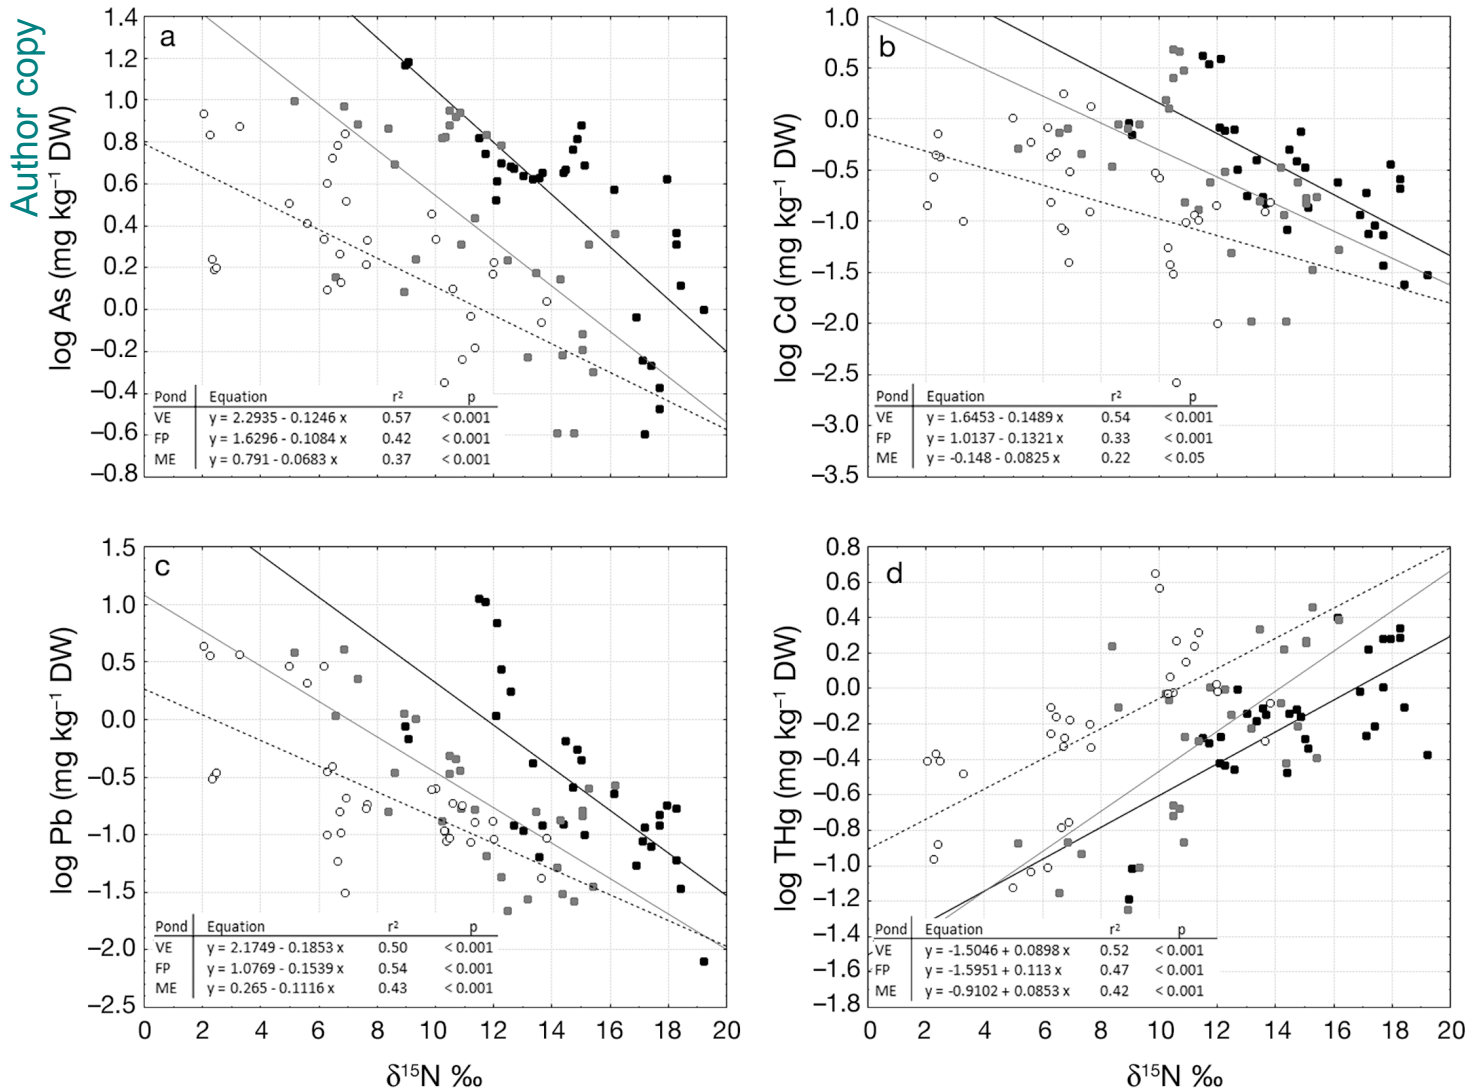 Author copy
a
log As (mg kg⁻¹ DW)
1.4
1.2
1.0
0.8
0.6
0.4
0.2
0.0
–0.2
–0.4
–0.6
–0.8
Pond Equation r² p
VE y = 2.2935 - 0.1246 x 0.57 < 0.001
FP y = 1.6296 - 0.1084 x 0.42 < 0.001
ME y = 0.791 - 0.0683 x 0.37 < 0.001
b
log Cd (mg kg⁻¹ DW)
1.0
0.5
0.0
–0.5
–1.0
–1.5
–2.0
–2.5
–3.0
–3.5
Pond Equation r² p
VE y = 1.6453 - 0.1489 x 0.54 < 0.001
FP y = 1.0137 - 0.1321 x 0.33 < 0.001
ME y = -0.148 - 0.0825 x 0.22 < 0.05
c
log Pb (mg kg⁻¹ DW)
1.5
1.0
0.5
0.0
–0.5
–1.0
–1.5
–2.0
–2.5
Pond Equation r² p
VE y = 2.1749 - 0.1853 x 0.50 < 0.001
FP y = 1.0769 - 0.1539 x 0.54 < 0.001
ME y = 0.265 - 0.1116 x 0.43 < 0.001
0 2 4 6 8 10 12 14 16 18 20
δ¹⁵N ‰
d
log THg (mg kg⁻¹ DW)
0.8
0.6
0.4
0.2
0.0
–0.2
–0.4
–0.6
–0.8
–1.0
–1.2
–1.4
–1.6
–1.8
Pond Equation r² p
VE y = -1.5046 + 0.0898 x 0.52 < 0.001
FP y = -1.5951 + 0.113 x 0.47 < 0.001
ME y = -0.9102 + 0.0853 x 0.42 < 0.001
0 2 4 6 8 10 12 14 16 18 20
δ¹⁵N ‰